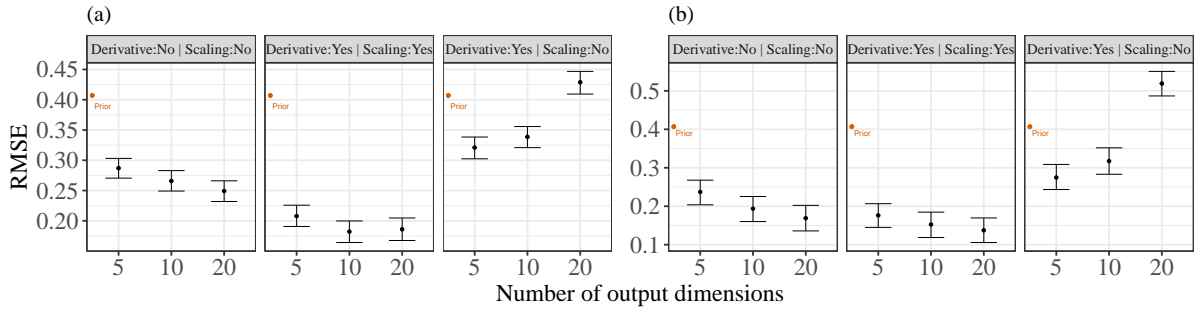 (a)
Derivative:No | Scaling:No
Derivative:Yes | Scaling:Yes
Derivative:Yes | Scaling:No
RMSE
0.45
0.40
0.35
0.30
0.25
0.20
Prior
Prior
Prior
5 10 20
5 10 20
5 10 20
(b)
Derivative:No | Scaling:No
Derivative:Yes | Scaling:Yes
Derivative:Yes | Scaling:No
0.5
0.4
0.3
0.2
0.1
Prior
Prior
Prior
5 10 20
5 10 20
5 10 20
Number of output dimensions